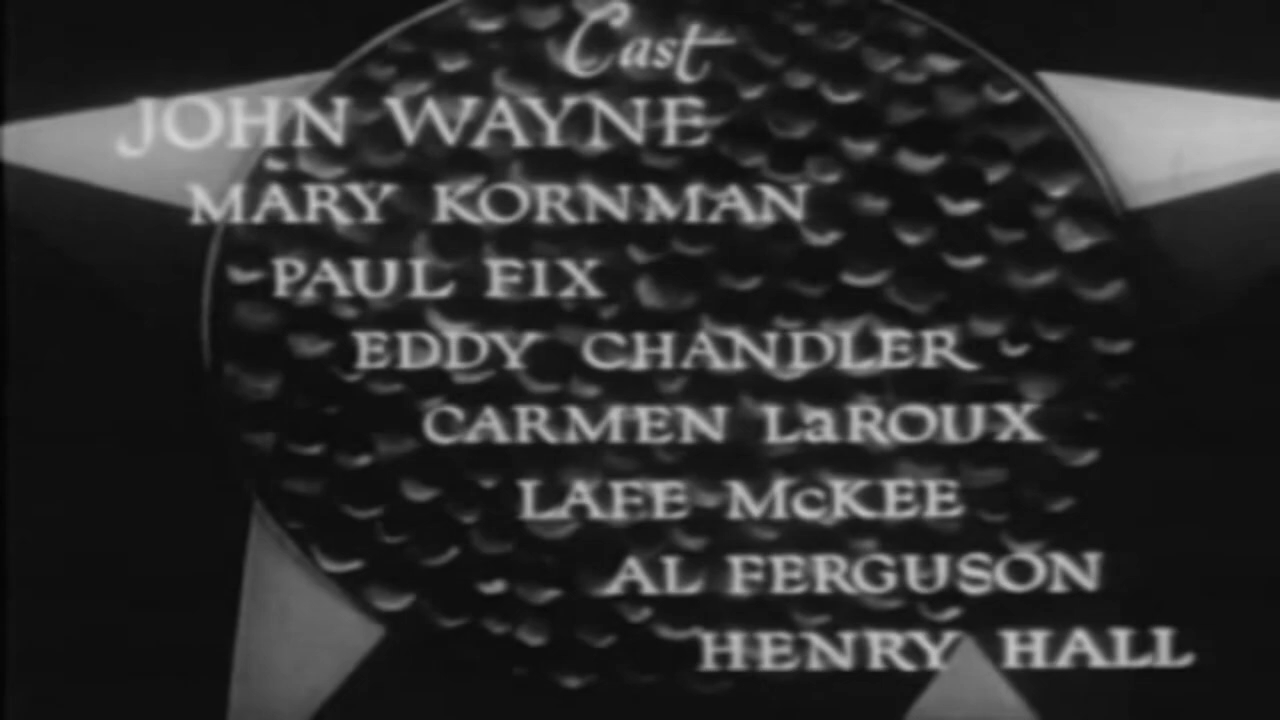 Cast
JOHN WAYNE
MARY KORNMAN
PAUL FIX
EDDY CHANDLER
CARMEN LaROUX
LAFE McKEE
AL FERGUSON
HENRY HALL